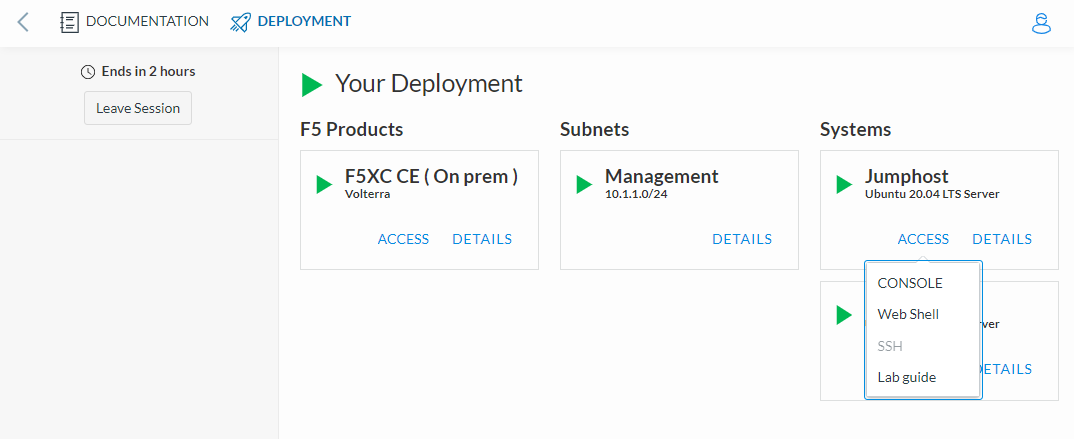 DOCUMENTATION
DEPLOYMENT
Ends in 2 hours
Leave Session
Your Deployment
F5 Products
F5XC CE ( On prem )
Volterra
ACCESS DETAILS
Subnets
Management
10.1.1.0/24
DETAILS
Systems
Jumphost
Ubuntu 20.04 LTS Server
ACCESS DETAILS
CONSOLE
Web Shell
SSH
Lab guide